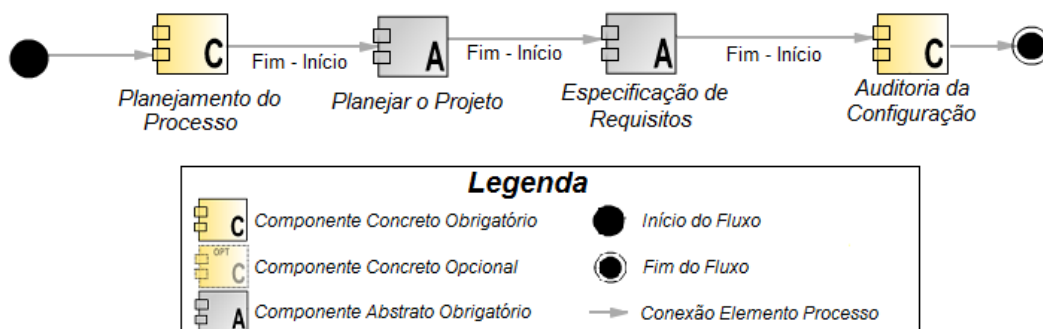 C
Fim - Início
A
Fim - Início
A
Fim - Início
C
Planejamento do
Processo
Planejar o Projeto
Especificação de
Requisitos
Auditoria da
Configuração
Legenda
C
Componente Concreto Obrigatório
Início do Fluxo
OPT
C
Componente Concreto Opcional
Fim do Fluxo
A
Componente Abstrato Obrigatório
Conexão Elemento Processo